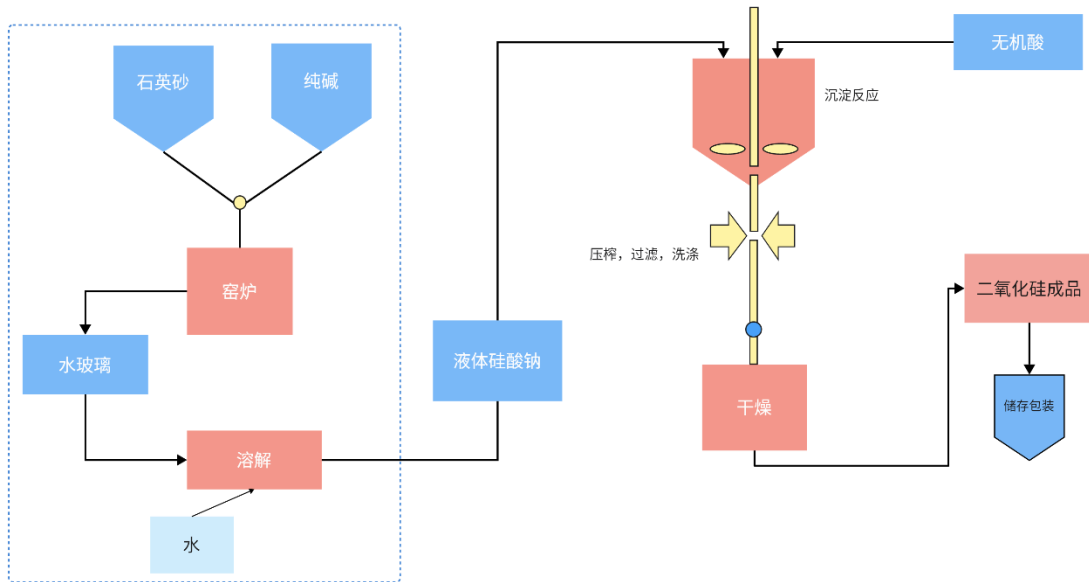 石英砂
纯碱
窑炉
水玻璃
溶解
水
液体硅酸钠
无机酸
沉淀反应
压榨，过滤，洗涤
干燥
二氧化硅成品
储存包装